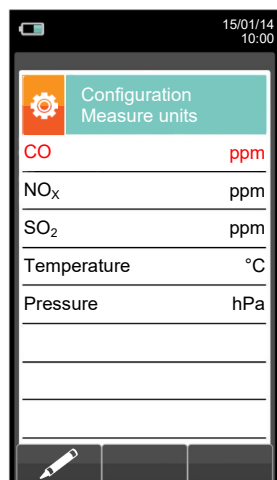 15/01/14
10:00
Configuration
Measure units
CO ppm
NOX ppm
SO2 ppm
Temperature °C
Pressure hPa